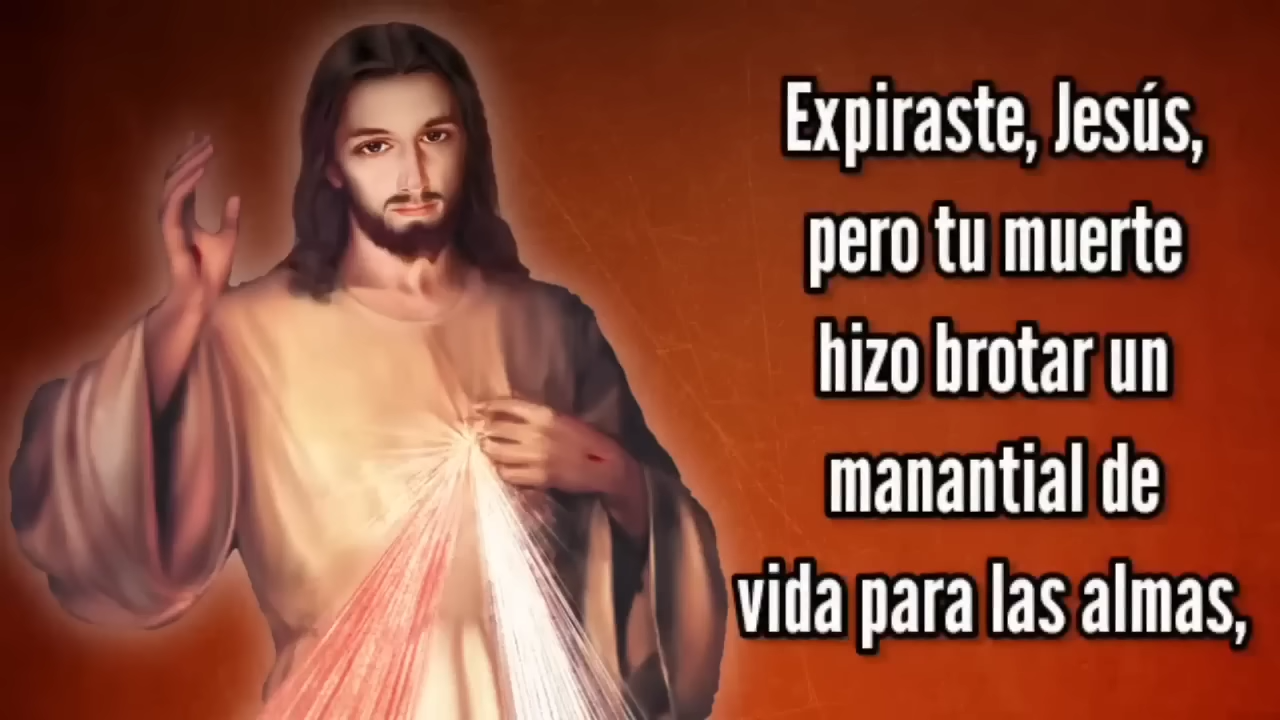 Expiraste, Jesús,
pero tu muerte
hizo brotar un
manantial de
vida para las almas,